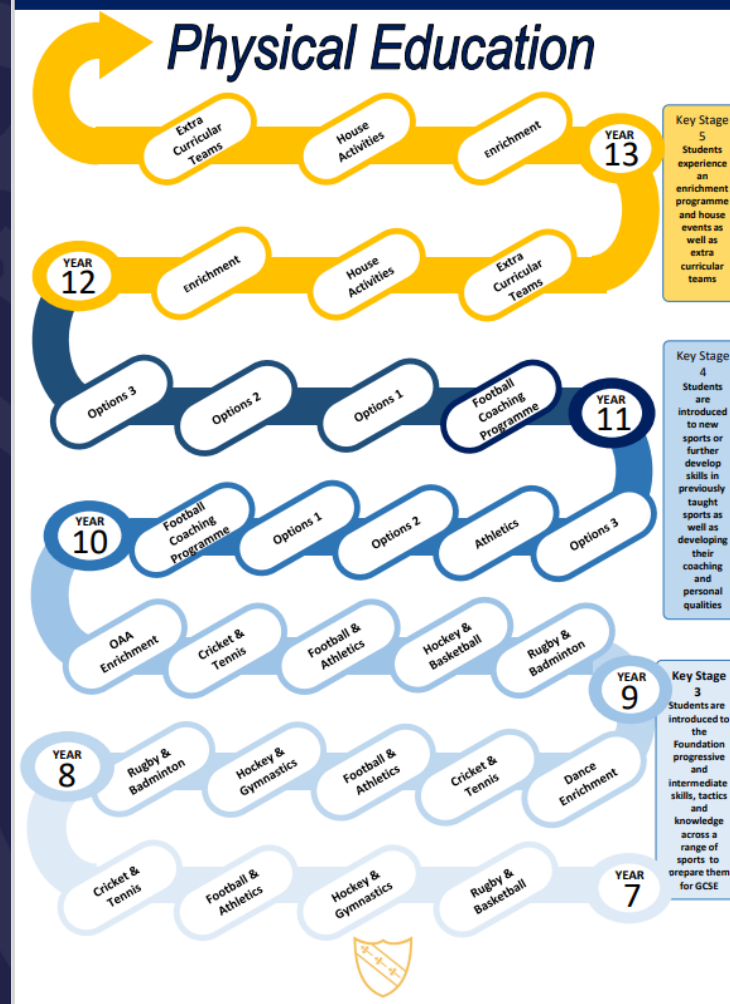 Physical Education
Extra
Curricular
Teams
House
Activities
Enrichment
YEAR
13
Key Stage
5
Students
experience
an
enrichment
programme
and house
events as
well as
extra
curricular
teams
YEAR
12
Enrichment
House
Activities
Extra
Curricular
Teams
Options 3
Options 2
Options 1
Football
Coaching
Programme
YEAR
11
Key Stage
4
Students
are
introduced
to new
sports or
further
develop
skills in
previously
taught
sports as
well as
developing
their
coaching
and
personal
qualities
YEAR
10
Football
Coaching
Programme
Options 1
Options 2
Athletics
Options 3
OAA
Enrichment
Cricket &
Tennis
Football &
Athletics
Hockey &
Basketball
Rugby &
Badminton
YEAR
9
Key Stage
3
Students are
introduced to
the
Foundation
progressive
and
intermediate
skills, tactics
and
knowledge
across a
range of
sports to
prepare them
for GCSE
YEAR
8
Rugby &
Badminton
Hockey &
Gymnastics
Football &
Athletics
Cricket &
Tennis
Dance
Enrichment
Cricket &
Tennis
Football &
Athletics
Hockey &
Gymnastics
Rugby &
Basketball
YEAR
7